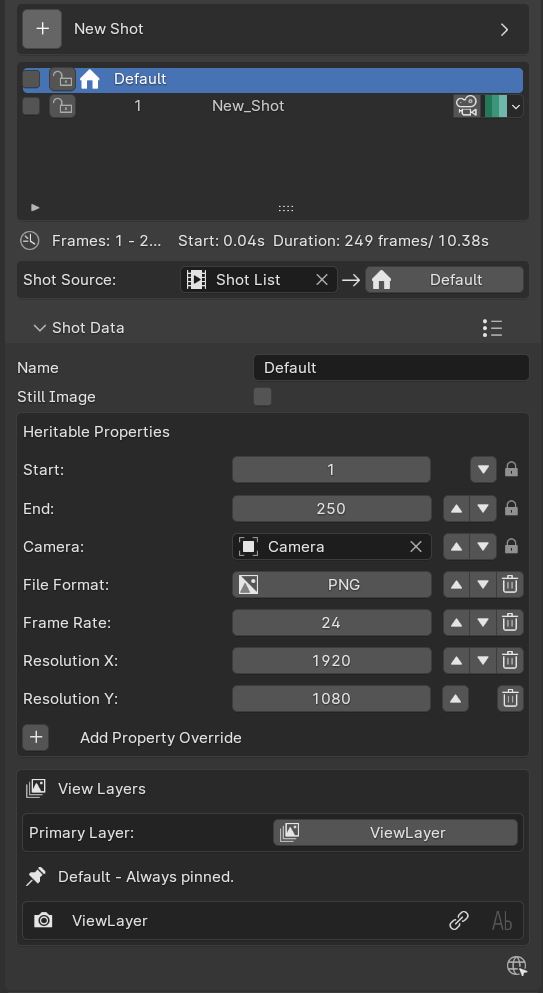 New Shot
Default
1 New_Shot
Frames: 1 - 2... Start: 0.04s Duration: 249 frames/ 10.38s
Shot Source: Shot List Default
Shot Data
Name Default
Still Image
Heritable Properties
Start: 1
End: 250
Camera: Camera
File Format: PNG
Frame Rate: 24
Resolution X: 1920
Resolution Y: 1080
Add Property Override
View Layers
Primary Layer: ViewLayer
Default - Always pinned.
ViewLayer Ab